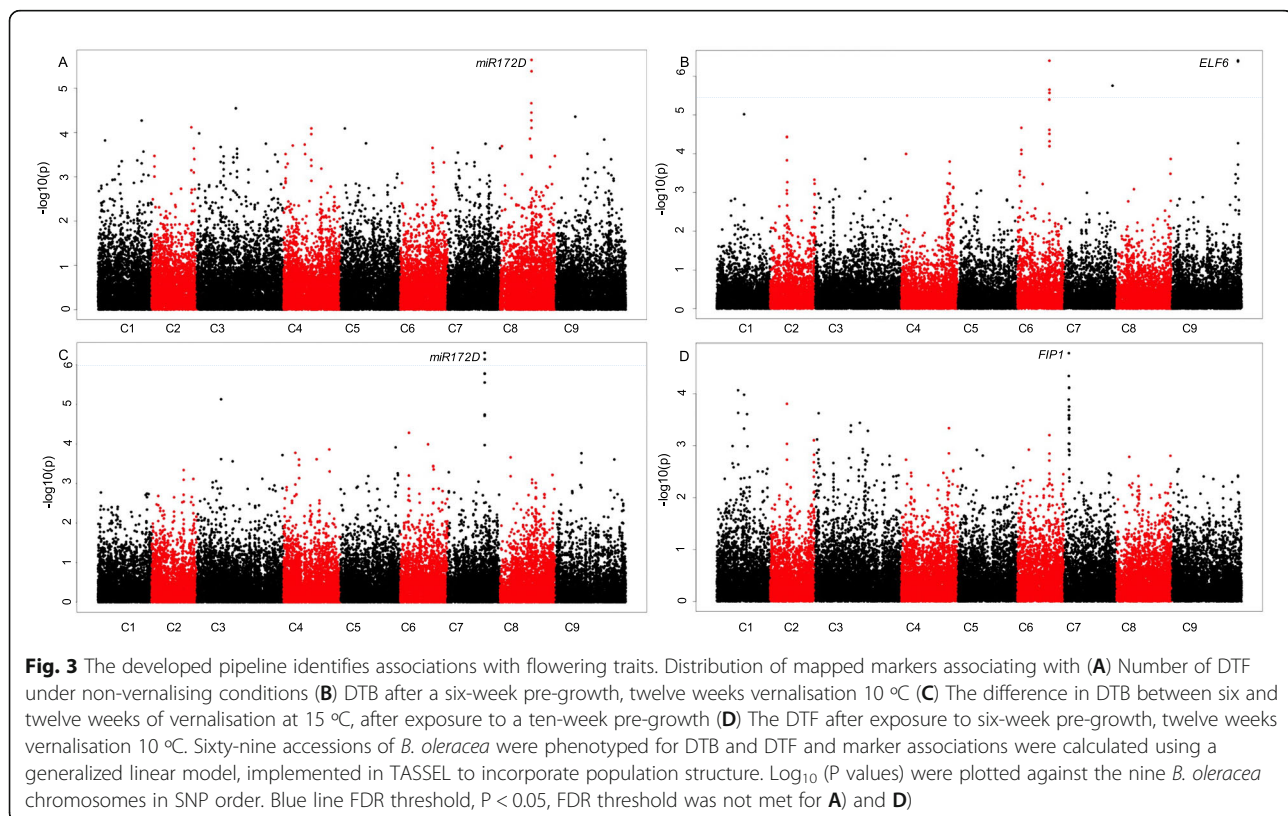 A
miR172D
-log10(p)
0
1
2
3
4
5
C1 C2 C3 C4 C5 C6 C7 C8 C9
B
ELF6
-log10(p)
0
1
2
3
4
5
6
C1 C2 C3 C4 C5 C6 C7 C8 C9
C
miR172D
-log10(p)
0
1
2
3
4
5
6
C1 C2 C3 C4 C5 C6 C7 C8 C9
D
FIP1
-log10(p)
0
1
2
3
4
C1 C2 C3 C4 C5 C6 C7 C8 C9
Fig. 3 The developed pipeline identifies associations with flowering traits. Distribution of mapped markers associating with (A) Number of DTF
under non-vernalising conditions (B) DTB after a six-week pre-growth, twelve weeks vernalisation 10 ºC (C) The difference in DTB between six and
twelve weeks of vernalisation at 15 ºC, after exposure to a ten-week pre-growth (D) The DTF after exposure to six-week pre-growth, twelve weeks
vernalisation 10 ºC. Sixty-nine accessions of B. oleracea were phenotyped for DTB and DTF and marker associations were calculated using a
generalized linear model, implemented in TASSEL to incorporate population structure. Log10 (P values) were plotted against the nine B. oleracea
chromosomes in SNP order. Blue line FDR threshold, P < 0.05, FDR threshold was not met for A) and D)